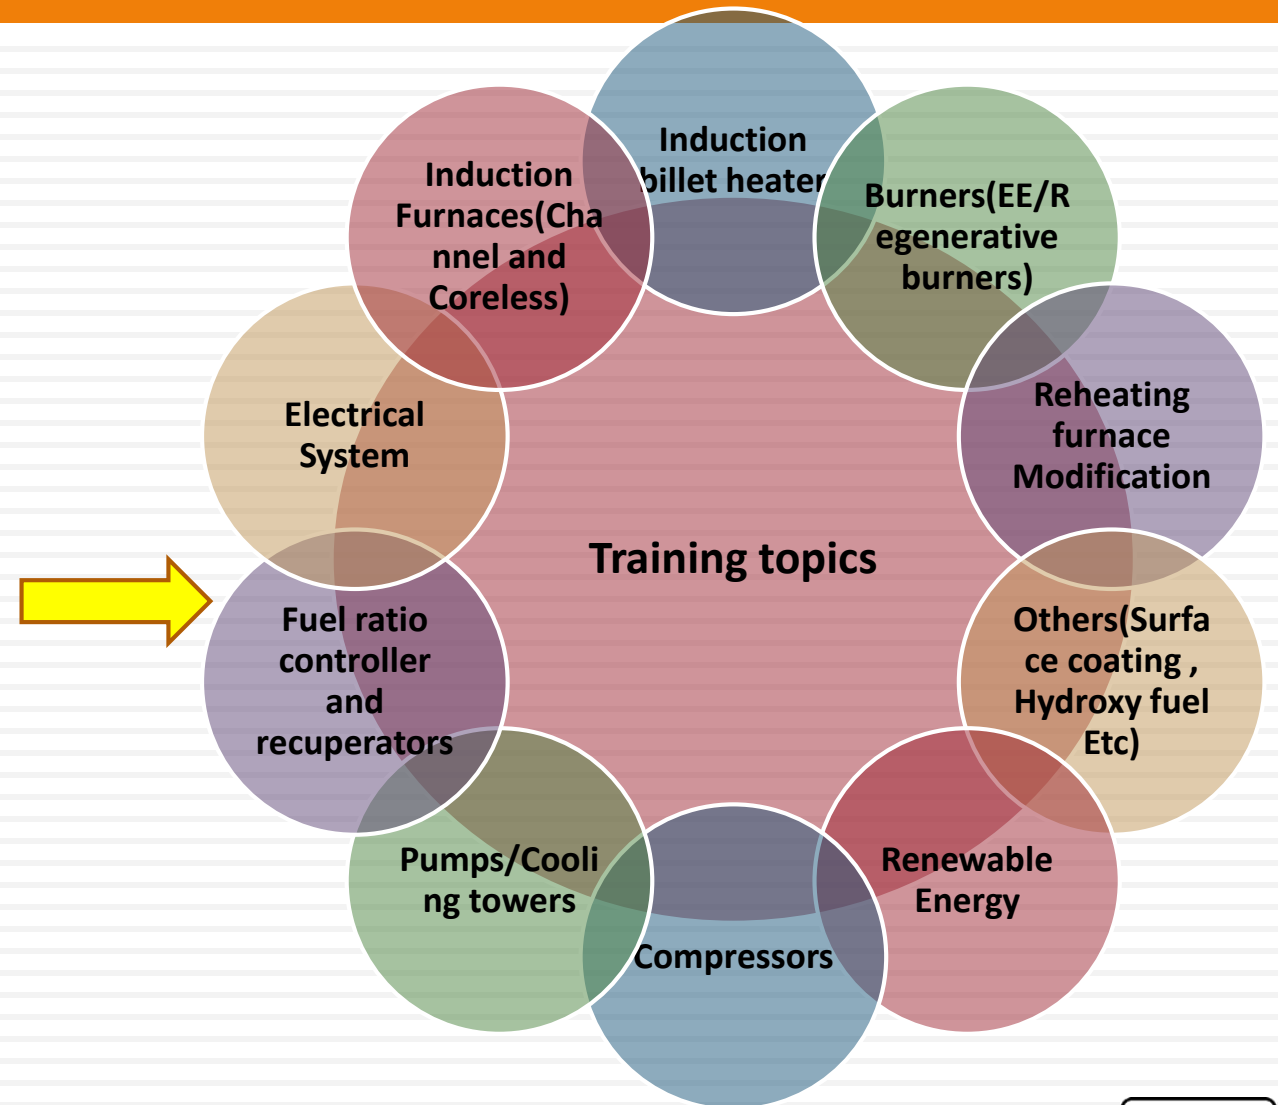 Induction
billet heater
Burners(EE/R
egenerative
burners)
Reheating
furnace
Modification
Others(Surfa
ce coating ,
Hydroxy fuel
Etc)
Renewable
Energy
Compressors
Pumps/Cooli
ng towers
Fuel ratio
controller
and
recuperators
Electrical
System
Induction
Furnaces(Cha
nnel and
Coreless)
Training topics